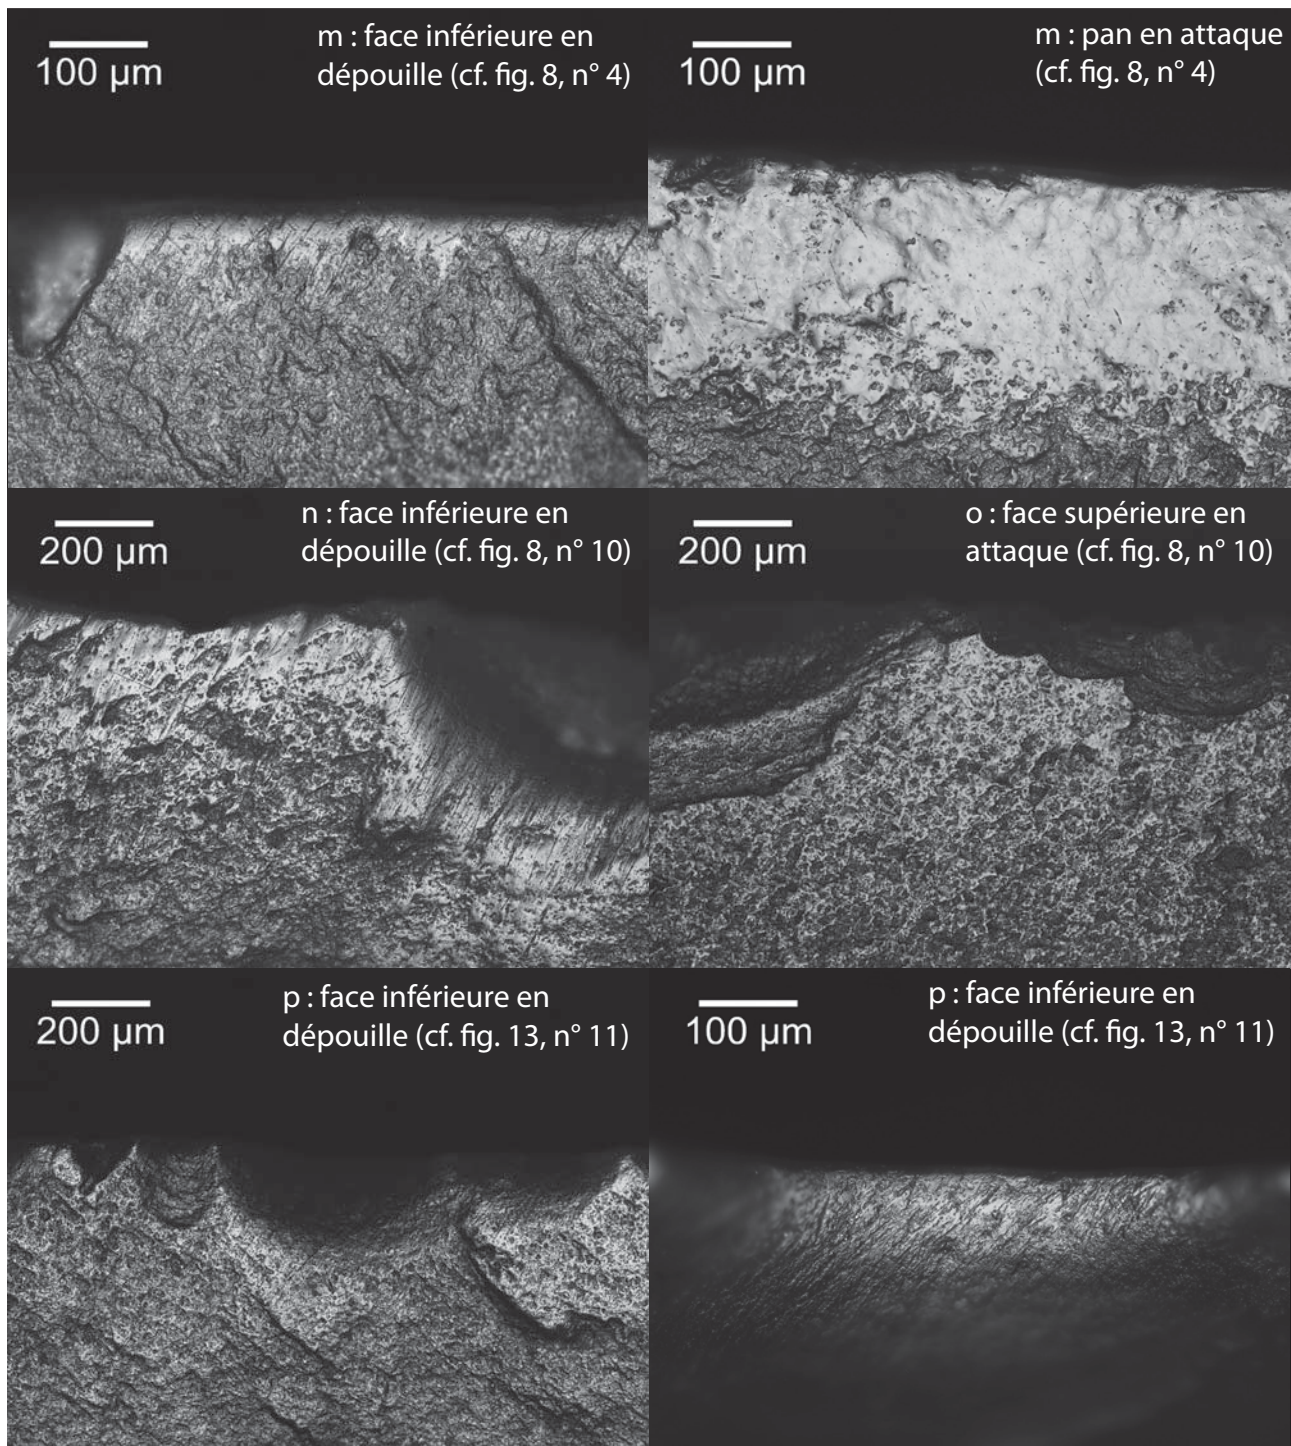 100 µm
m : face inférieure en
dépouille (cf. fig. 8, n° 4)
100 µm
m : pan en attaque
(cf. fig. 8, n° 4)
200 µm
n : face inférieure en
dépouille (cf. fig. 8, n° 10)
200 µm
o : face supérieure en
attaque (cf. fig. 8, n° 10)
200 µm
p : face inférieure en
dépouille (cf. fig. 13, n° 11)
100 µm
p : face inférieure en
dépouille (cf. fig. 13, n° 11)